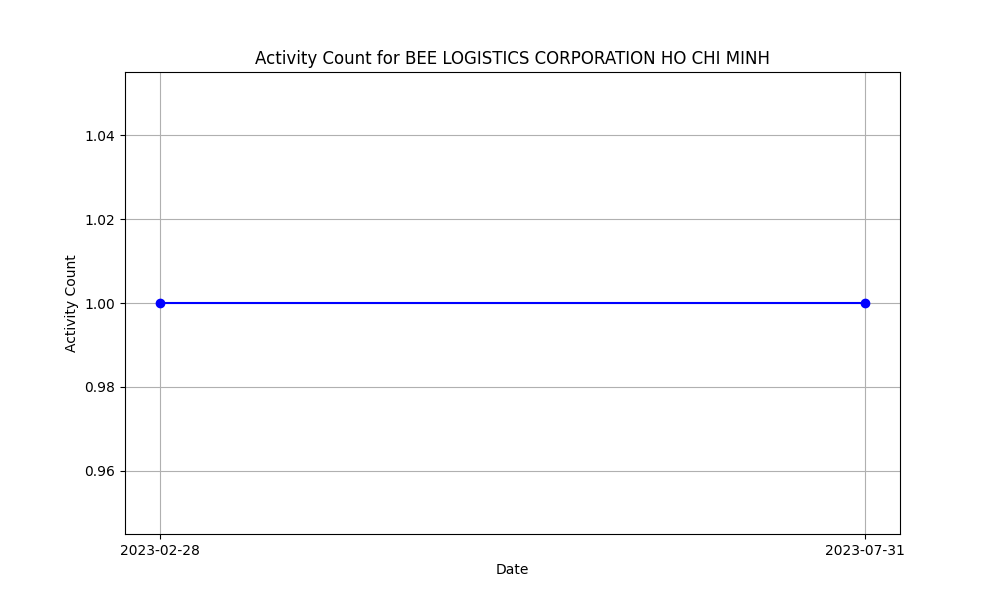 Activity Count for BEE LOGISTICS CORPORATION HO CHI MINH
1.04
1.02
1.00
0.98
0.96
Activity Count
2023-02-28 2023-07-31
Date